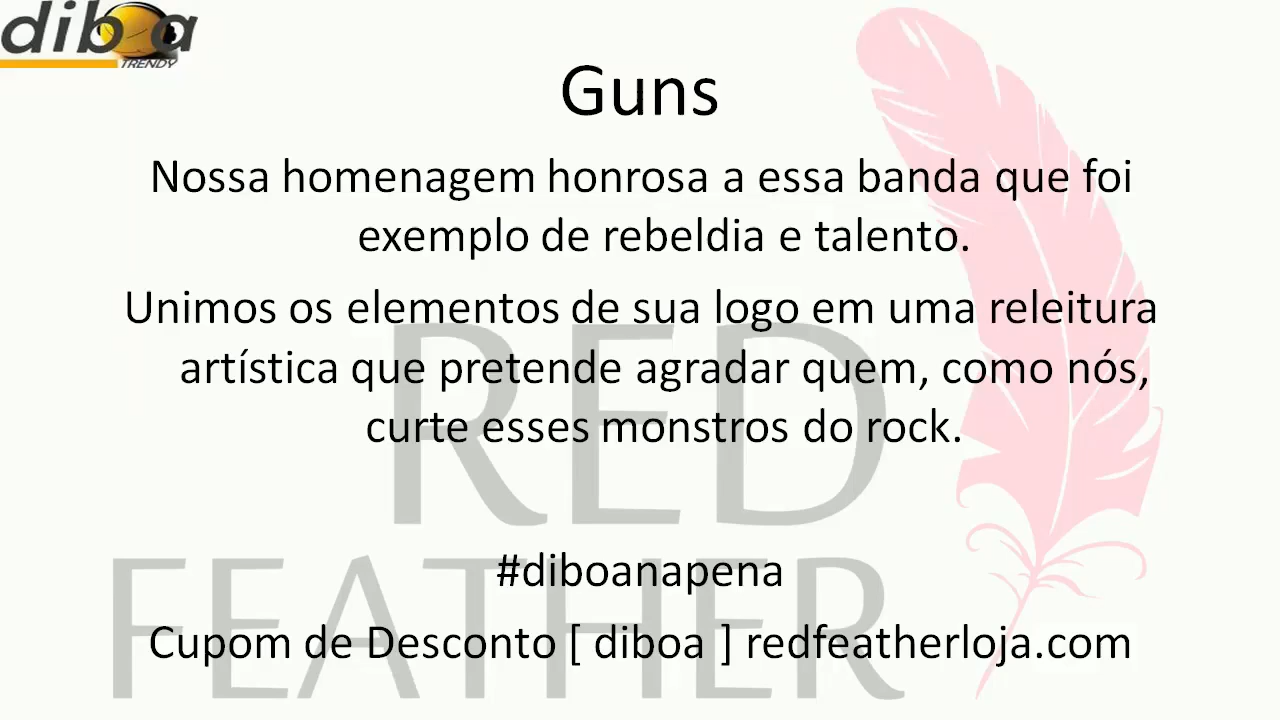 diboa
TRENDY
Guns
Nossa homenagem honrosa a essa banda que foi
exemplo de rebeldia e talento.
Unimos os elementos de sua logo em uma releitura
artística que pretende agradar quem, como nós,
curte esses monstros do rock.
RED
FEATHER
#diboanapena
Cupom de Desconto [ diboa ] redfeatherloja.com